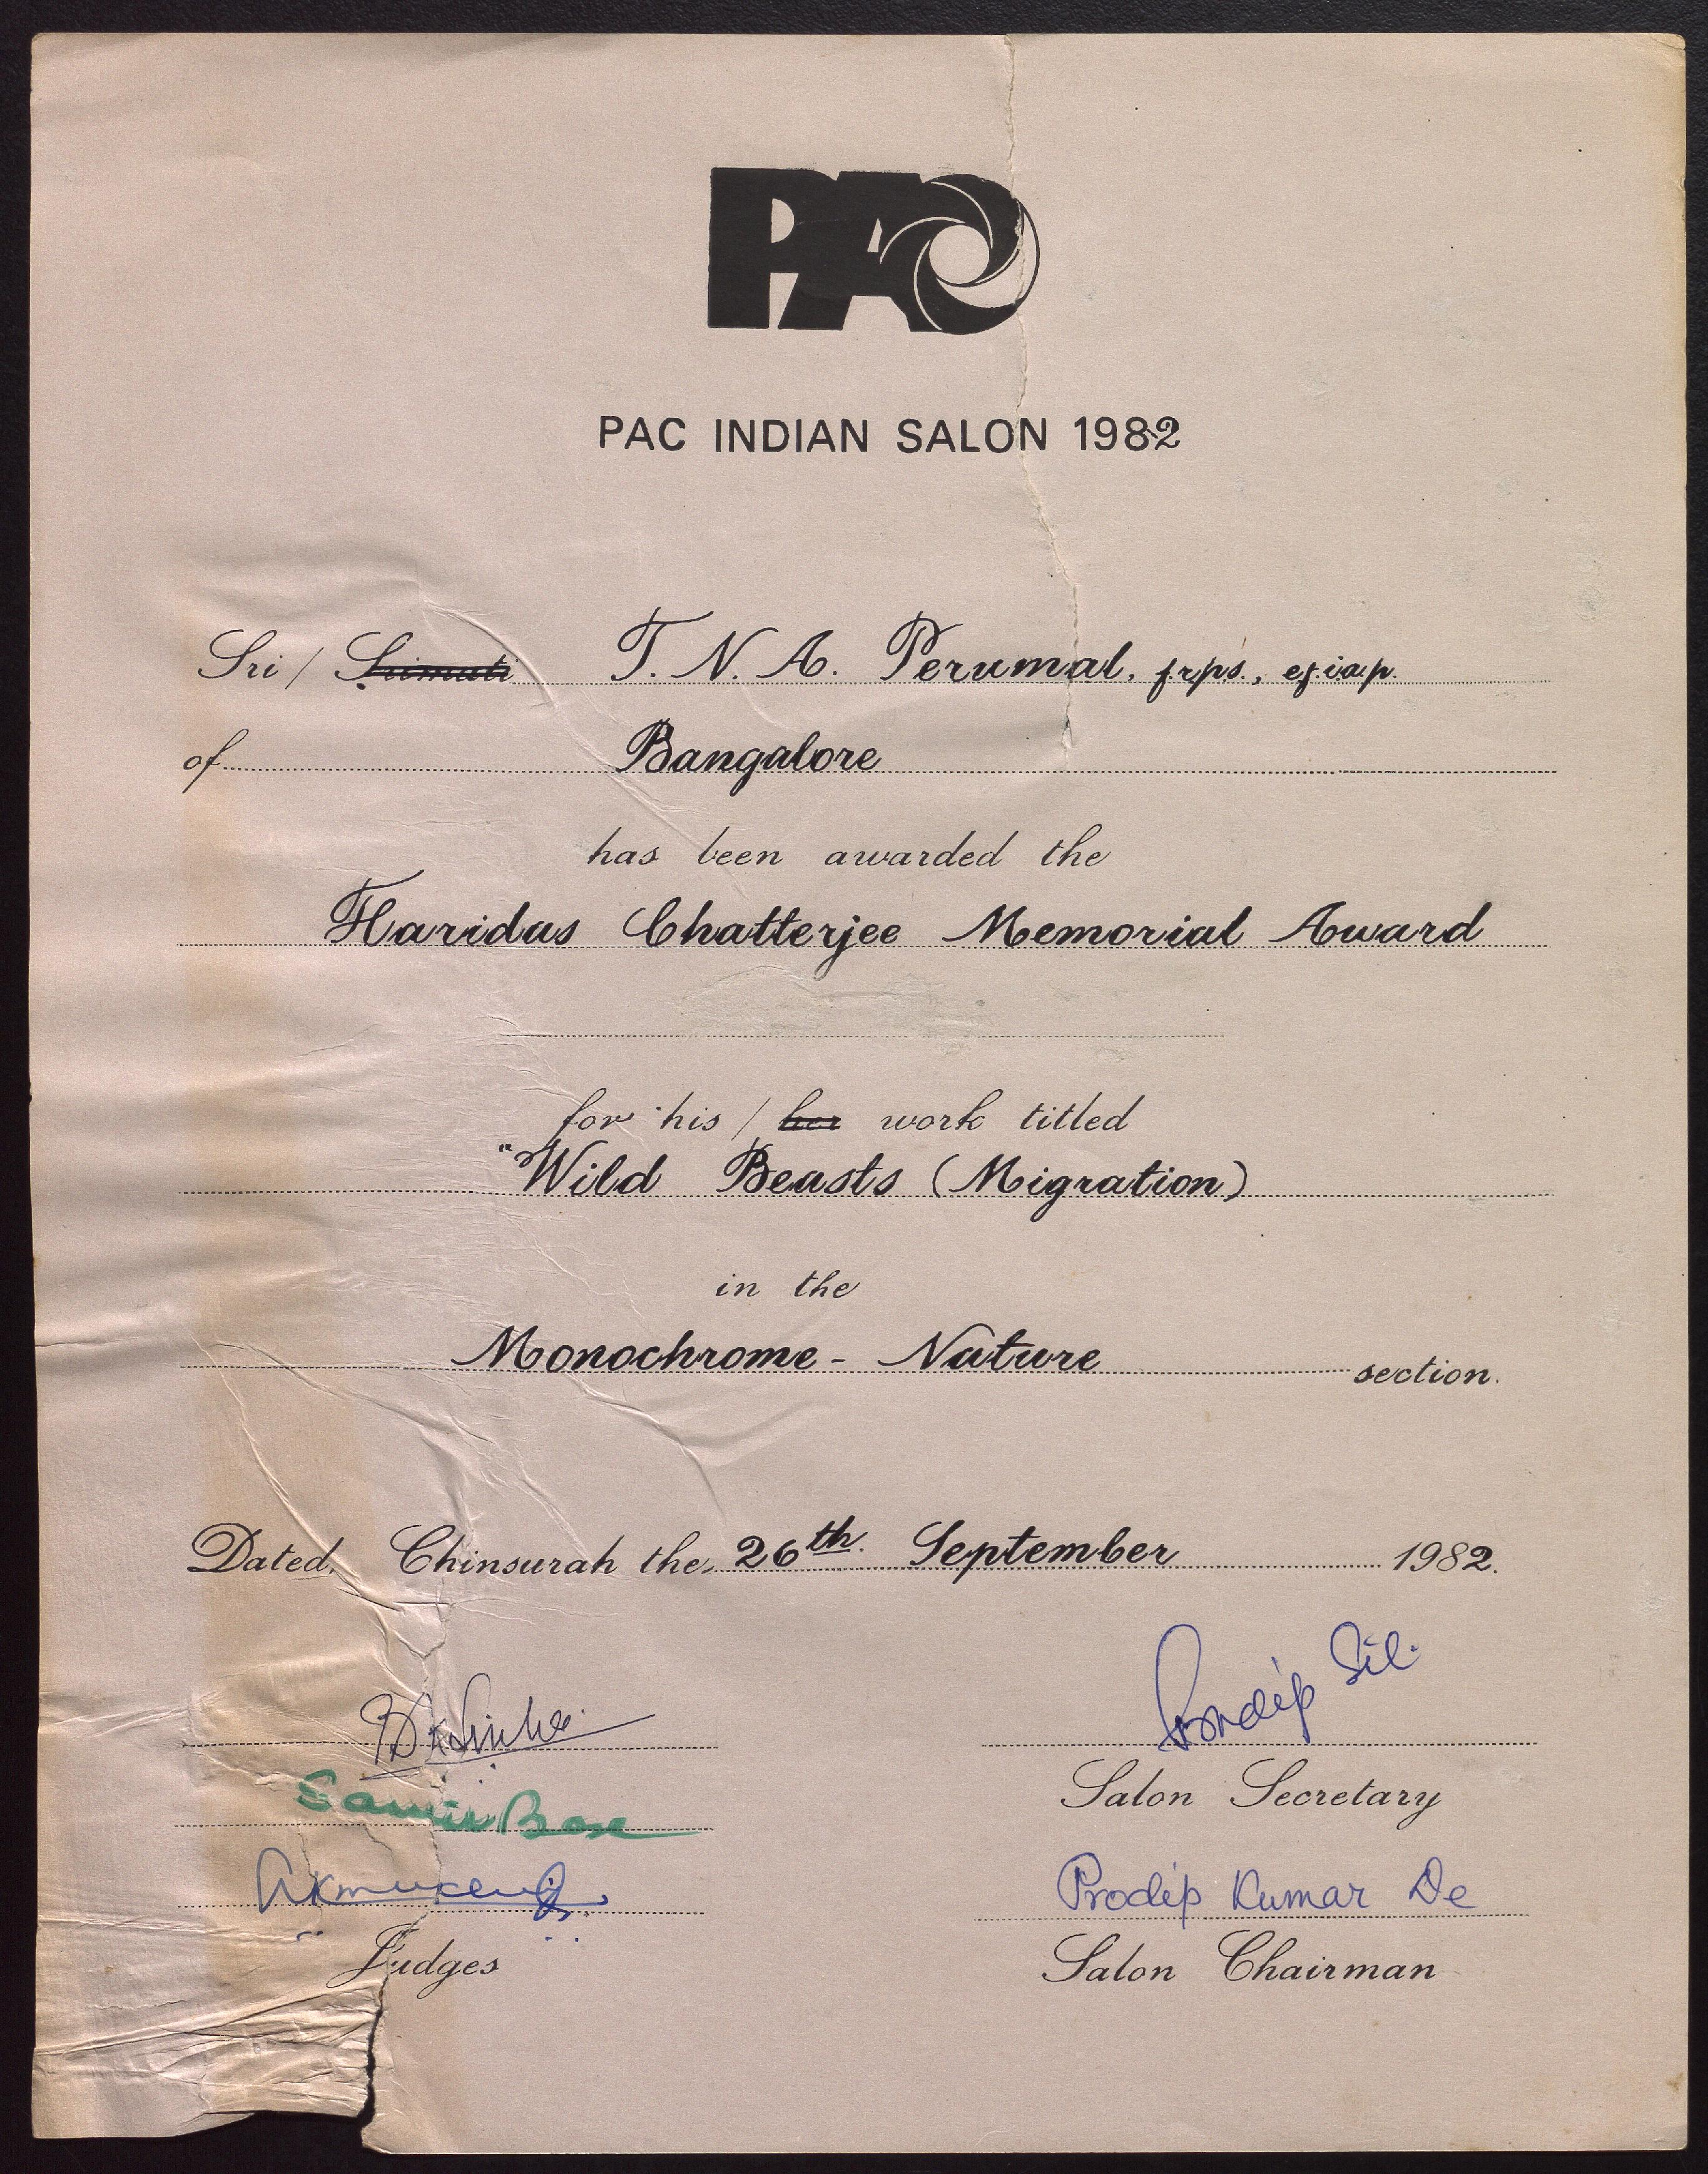 PAC
PAC INDIAN SALON 1982
Sri / Srimati T. N. A. Perumal, f.r.p.s., e.f.i.a.p.
of Bangalore
has been awarded the
Haridas Chatterjee Memorial Award
for his / her work titled
"Wild Beasts (Migration)
in the
Monochrome - Nature section.
Dated, Chinsurah the, 26th. September 1982.
Prodip Sil.
BKSinha.
Salon Secretary
Samir Bose
AKMukerji
Prodip Kumar De
Judges
Salon Chairman